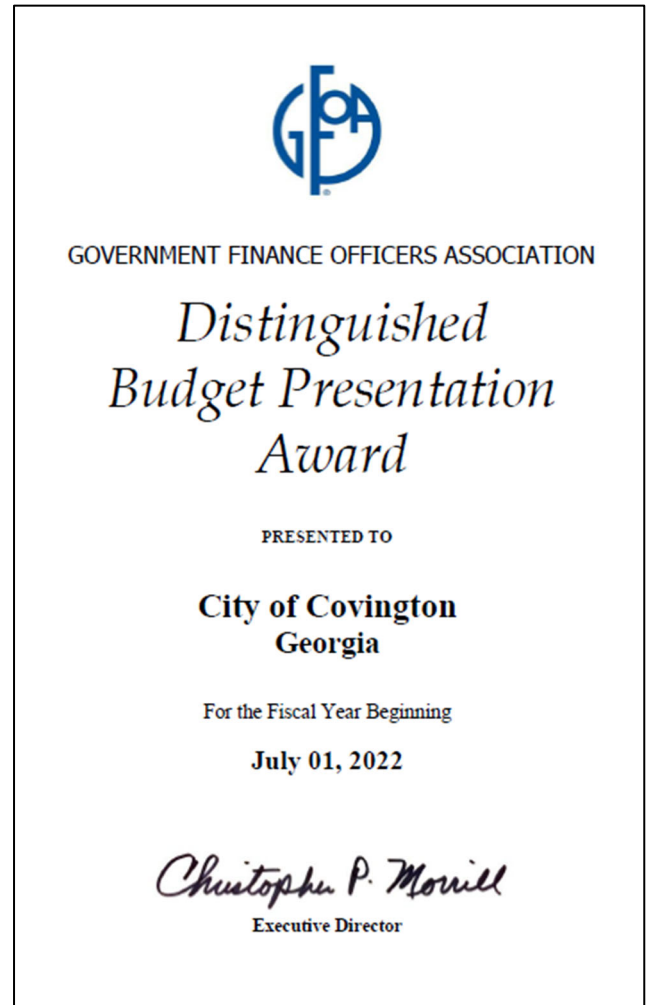 GFOA
GOVERNMENT FINANCE OFFICERS ASSOCIATION
Distinguished
Budget Presentation
Award
PRESENTED TO
City of Covington
Georgia
For the Fiscal Year Beginning
July 01, 2022
Christopher P. Morrill
Executive Director